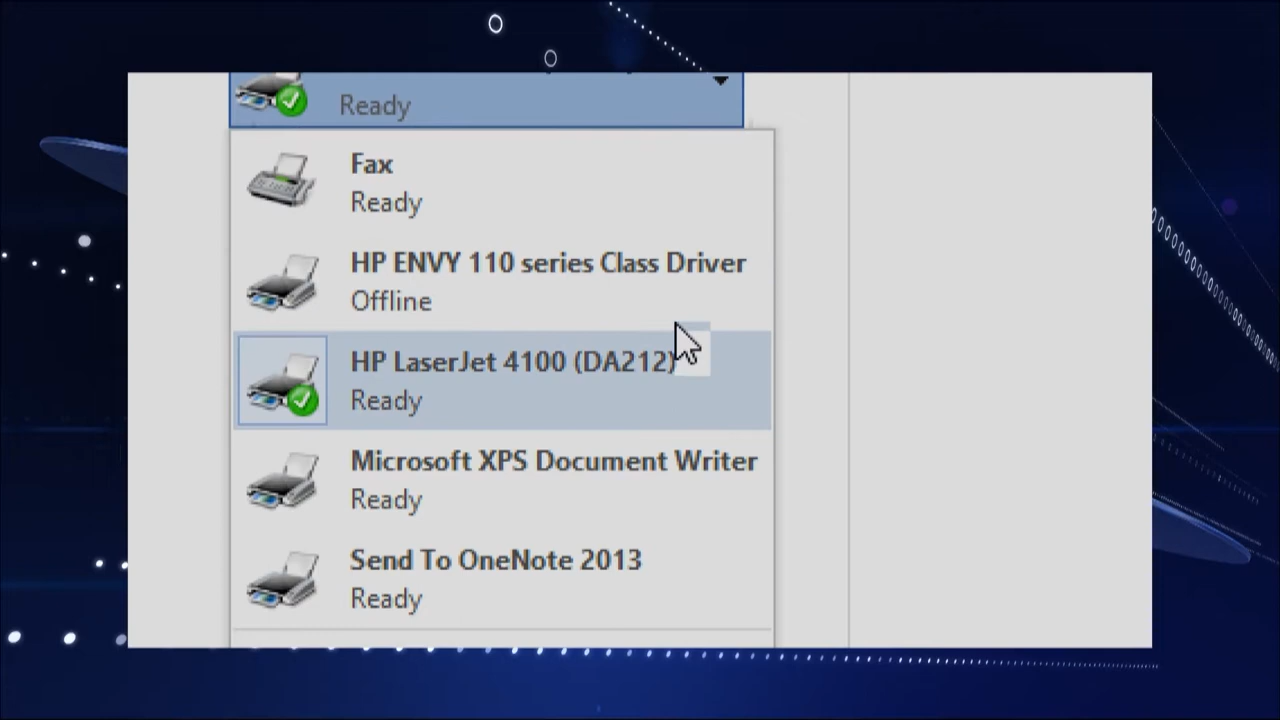 Ready
Fax
Ready
HP ENVY 110 series Class Driver
Offline
HP LaserJet 4100 (DA212)
Ready
Microsoft XPS Document Writer
Ready
Send To OneNote 2013
Ready